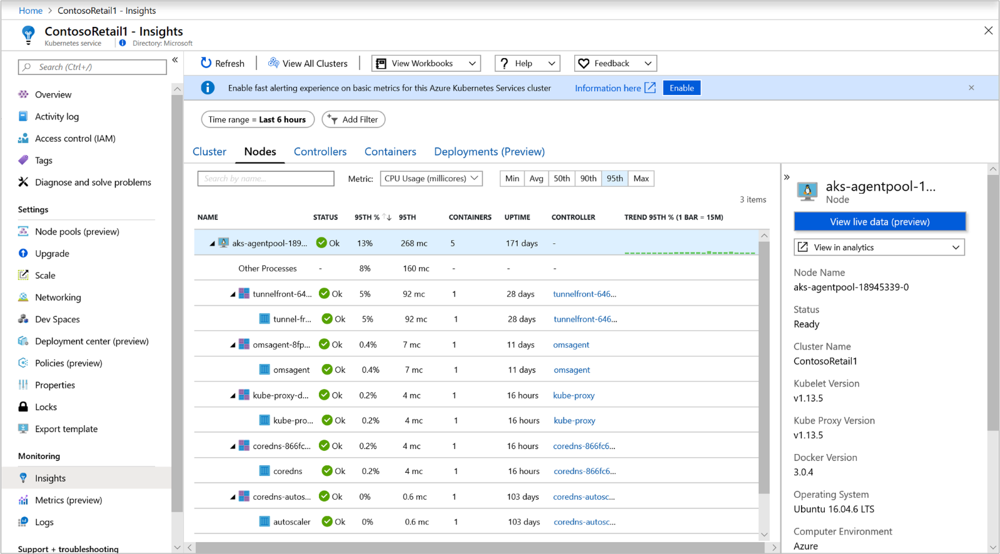 Home > ContosoRetail1 - Insights
ContosoRetail1 - Insights
Kubernetes service
Directory: Microsoft
Search (Ctrl+/)
«
Overview
Activity log
Access control (IAM)
Tags
Diagnose and solve problems
Settings
Node pools (preview)
Upgrade
Scale
Networking
Dev Spaces
Deployment center (preview)
Policies (preview)
Properties
Locks
Export template
Monitoring
Insights
Metrics (preview)
Logs
Support + troubleshooting
Refresh | View All Clusters | View Workbooks ? Help Feedback
Enable fast alerting experience on basic metrics for this Azure Kubernetes Services cluster Information here Enable
Time range = Last 6 hours Add Filter
Cluster Nodes Controllers Containers Deployments (Preview)
Search by name... Metric: CPU Usage (millicores) Min Avg 50th 90th 95th Max
3 items
NAME STATUS 95TH % ↑↓ 95TH CONTAINERS UPTIME CONTROLLER TREND 95TH % (1 BAR = 15M)
aks-agentpool-189... Ok 13% 268 mc 5 171 days -
Other Processes - 8% 160 mc - - -
tunnelfront-64... Ok 5% 92 mc 1 28 days tunnelfront-646...
tunnel-fr... Ok 5% 92 mc 1 28 days tunnelfront-646...
omsagent-8fp... Ok 0.4% 7 mc 1 11 days omsagent
omsagent Ok 0.4% 7 mc 1 11 days omsagent
kube-proxy-d... Ok 0.2% 4 mc 1 16 hours kube-proxy
kube-pro... Ok 0.2% 4 mc 1 16 hours kube-proxy
coredns-866fc... Ok 0.2% 4 mc 1 16 hours coredns-866fc6...
coredns Ok 0.2% 4 mc 1 16 hours coredns-866fc6...
coredns-autos... Ok 0% 0.6 mc 1 103 days coredns-autosc...
autoscaler Ok 0% 0.6 mc 1 103 days coredns-autosc...
»
aks-agentpool-1...
Node
View live data (preview)
View in analytics
Node Name
aks-agentpool-18945339-0
Status
Ready
Cluster Name
ContosoRetail1
Kubelet Version
v1.13.5
Kube Proxy Version
v1.13.5
Docker Version
3.0.4
Operating System
Ubuntu 16.04.6 LTS
Computer Environment
Azure